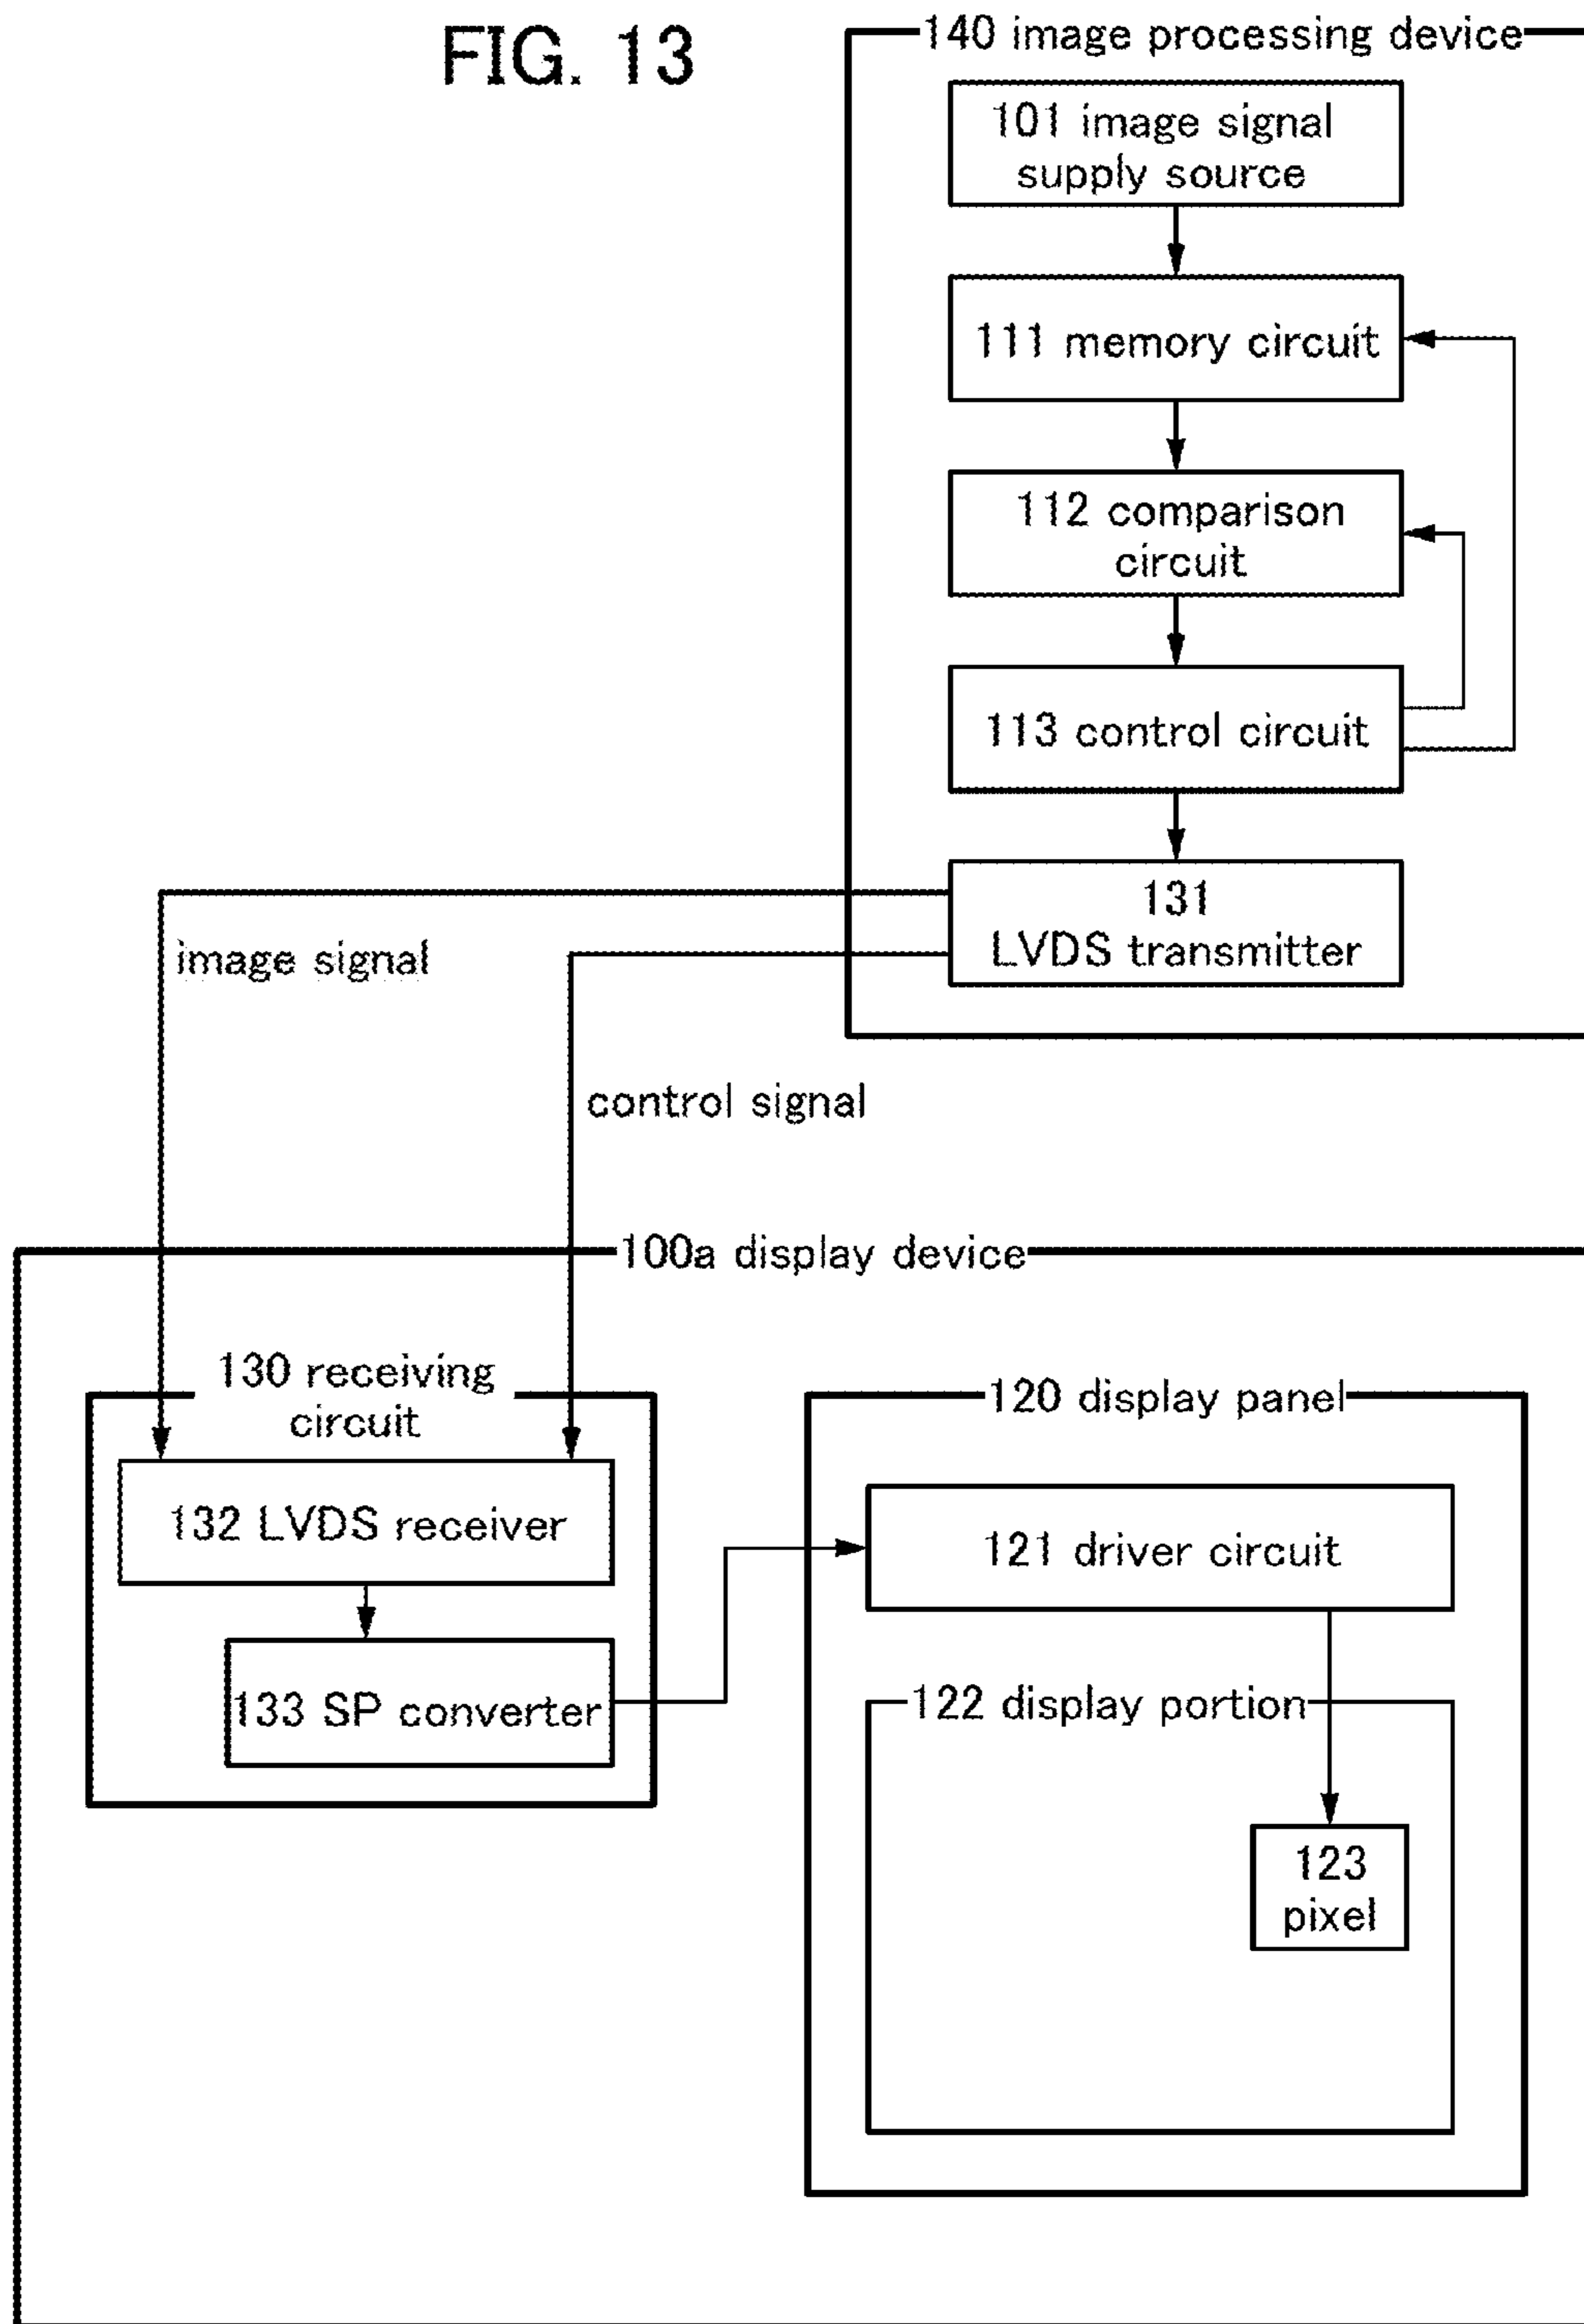 FIG. 13
140 image processing device
101 image signal
supply source
111 memory circuit
112 comparison
circuit
113 control circuit
131
LVDS transmitter
image signal
control signal
100a display device
130 receiving
circuit
132 LVDS receiver
133 SP converter
120 display panel
121 driver circuit
122 display portion
123
pixel